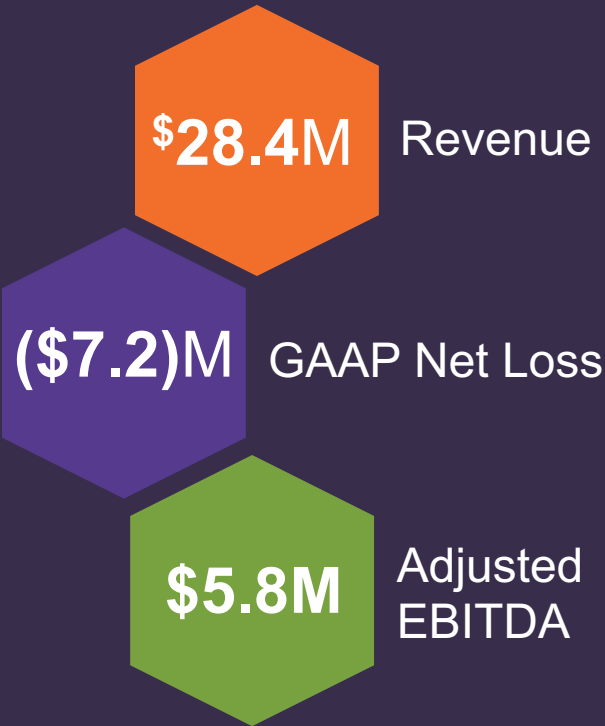 $28.4M
Revenue
($7.2)M
GAAP Net Loss
$5.8M
Adjusted
EBITDA